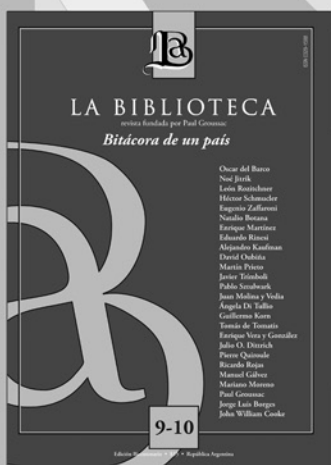 LA BIBLIOTECA
revista fundada por Paul Groussac
Bitácora de un país
Oscar del Barco
Noé Jitrik
León Rozitchner
Héctor Schmucler
Eugenio Zaffaroni
Natalio Botana
Enrique Martínez
Eduardo Rinesi
Alejandro Kaufman
David Oubiña
Martín Prieto
Javier Trímboli
Pablo Sztulwark
Juan Molina y Vedia
Ángela Di Tullio
Guillermo Korn
Tomás de Tomatis
Enrique Vera y González
Julio O. Dittrich
Pierre Quiroule
Ricardo Rojas
Manuel Gálvez
Mariano Moreno
Paul Groussac
Jorge Luis Borges
John William Cooke
9-10
República Argentina